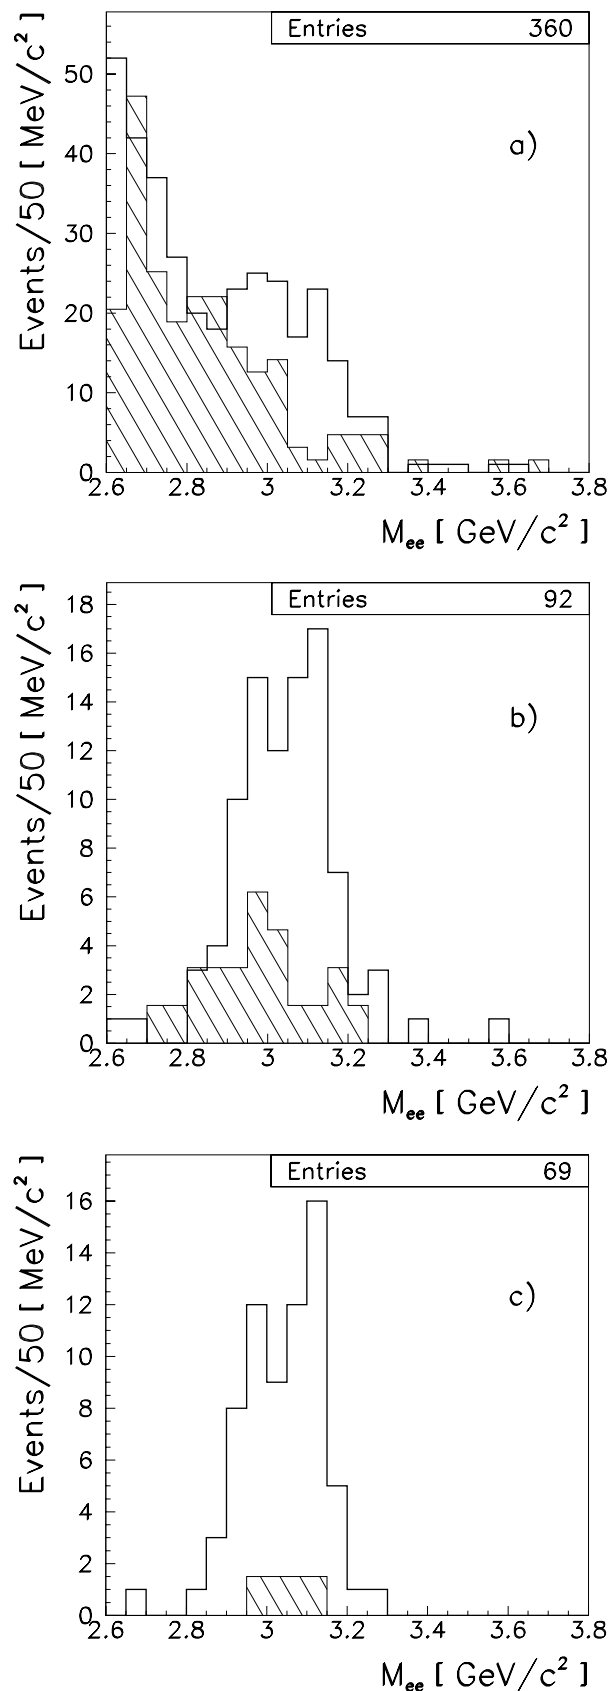 Entries 360
Events/50 [ MeV/c² ]
50
40
30
20
10
0
a)
2.6 2.8 3 3.2 3.4 3.6 3.8
M_ee [ GeV/c² ]
Entries 92
Events/50 [ MeV/c² ]
18
16
14
12
10
8
6
4
2
0
b)
2.6 2.8 3 3.2 3.4 3.6 3.8
M_ee [ GeV/c² ]
Entries 69
Events/50 [ MeV/c² ]
16
14
12
10
8
6
4
2
0
c)
2.6 2.8 3 3.2 3.4 3.6 3.8
M_ee [ GeV/c² ]